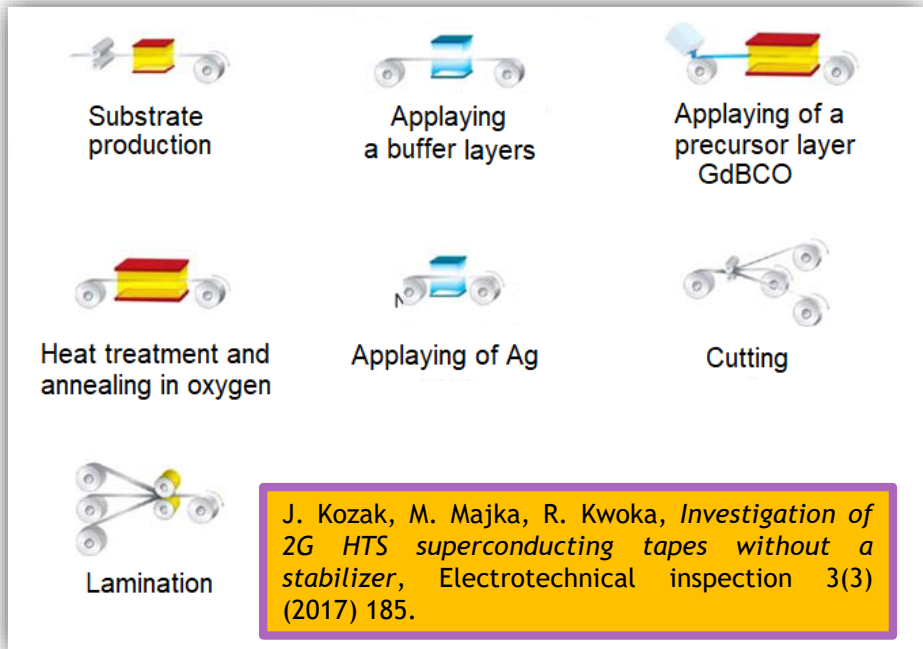 Substrate
production
Applaying
a buffer layers
Applaying of a
precursor layer
GdBCO
Heat treatment and
annealing in oxygen
N
Applaying of Ag
Cutting
Lamination
J. Kozak, M. Majka, R. Kwoka, Investigation of
2G HTS superconducting tapes without a
stabilizer, Electrotechnical inspection 3(3)
(2017) 185.